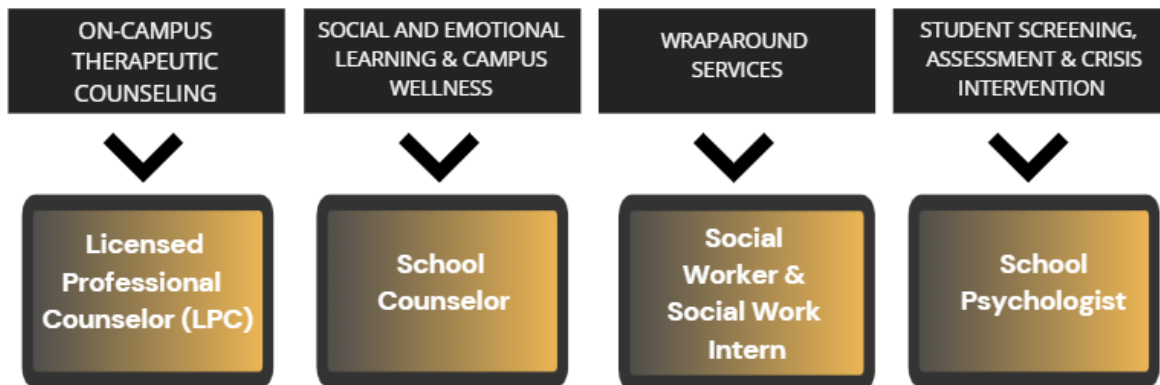 ON-CAMPUS
THERAPEUTIC
COUNSELING
SOCIAL AND EMOTIONAL
LEARNING & CAMPUS
WELLNESS
WRAPAROUND
SERVICES
STUDENT SCREENING,
ASSESSMENT & CRISIS
INTERVENTION
Licensed
Professional
Counselor (LPC)
School
Counselor
Social
Worker &
Social Work
Intern
School
Psychologist